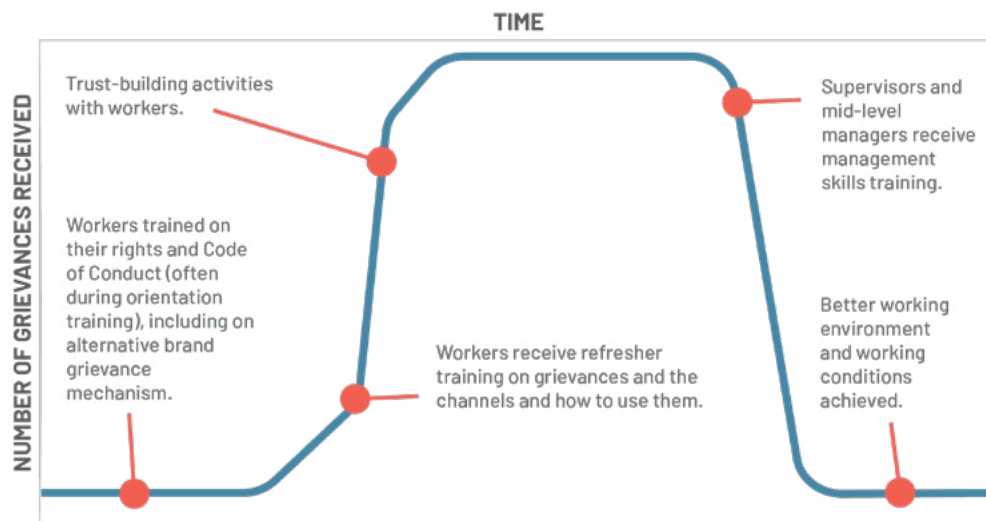 TIME
NUMBER OF GRIEVANCES RECEIVED
Trust-building activities
with workers.
Workers trained on
their rights and Code
of Conduct (often
during orientation
training), including on
alternative brand
grievance
mechanism.
Workers receive refresher
training on grievances and the
channels and how to use them.
Supervisors and
mid-level
managers receive
management
skills training.
Better working
environment
and working
conditions
achieved.